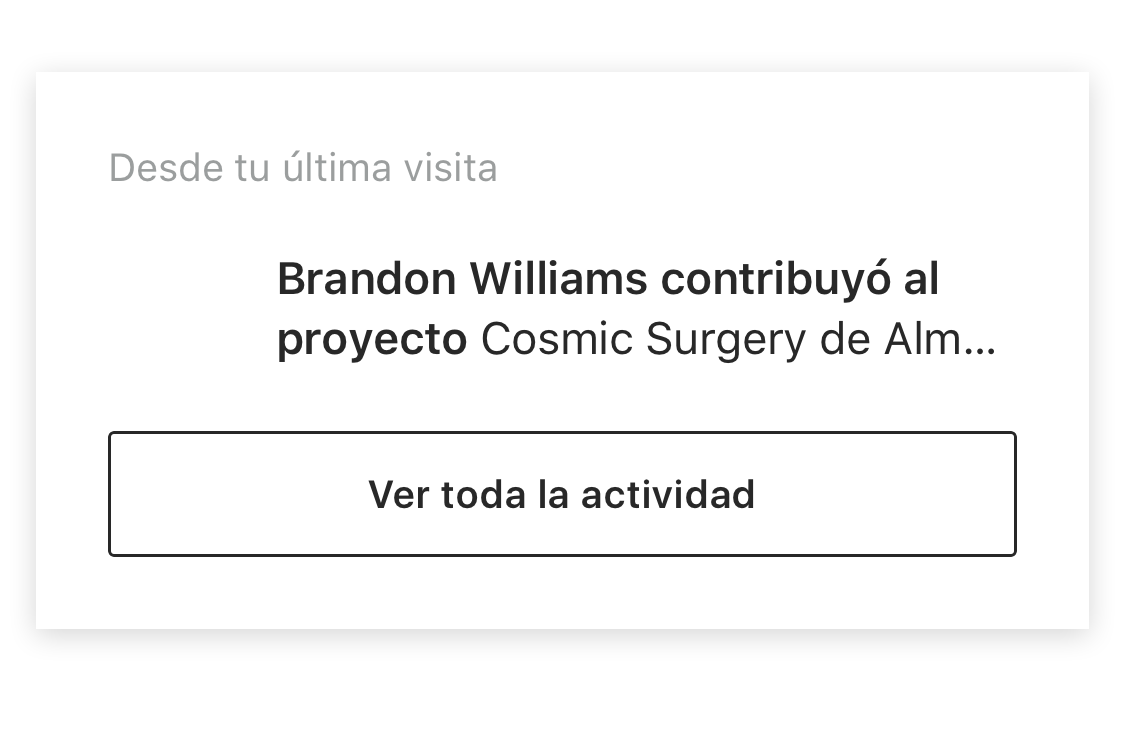 Desde tu última visita
Brandon Williams contribuyó al
proyecto Cosmic Surgery de Alm...
Ver toda la actividad